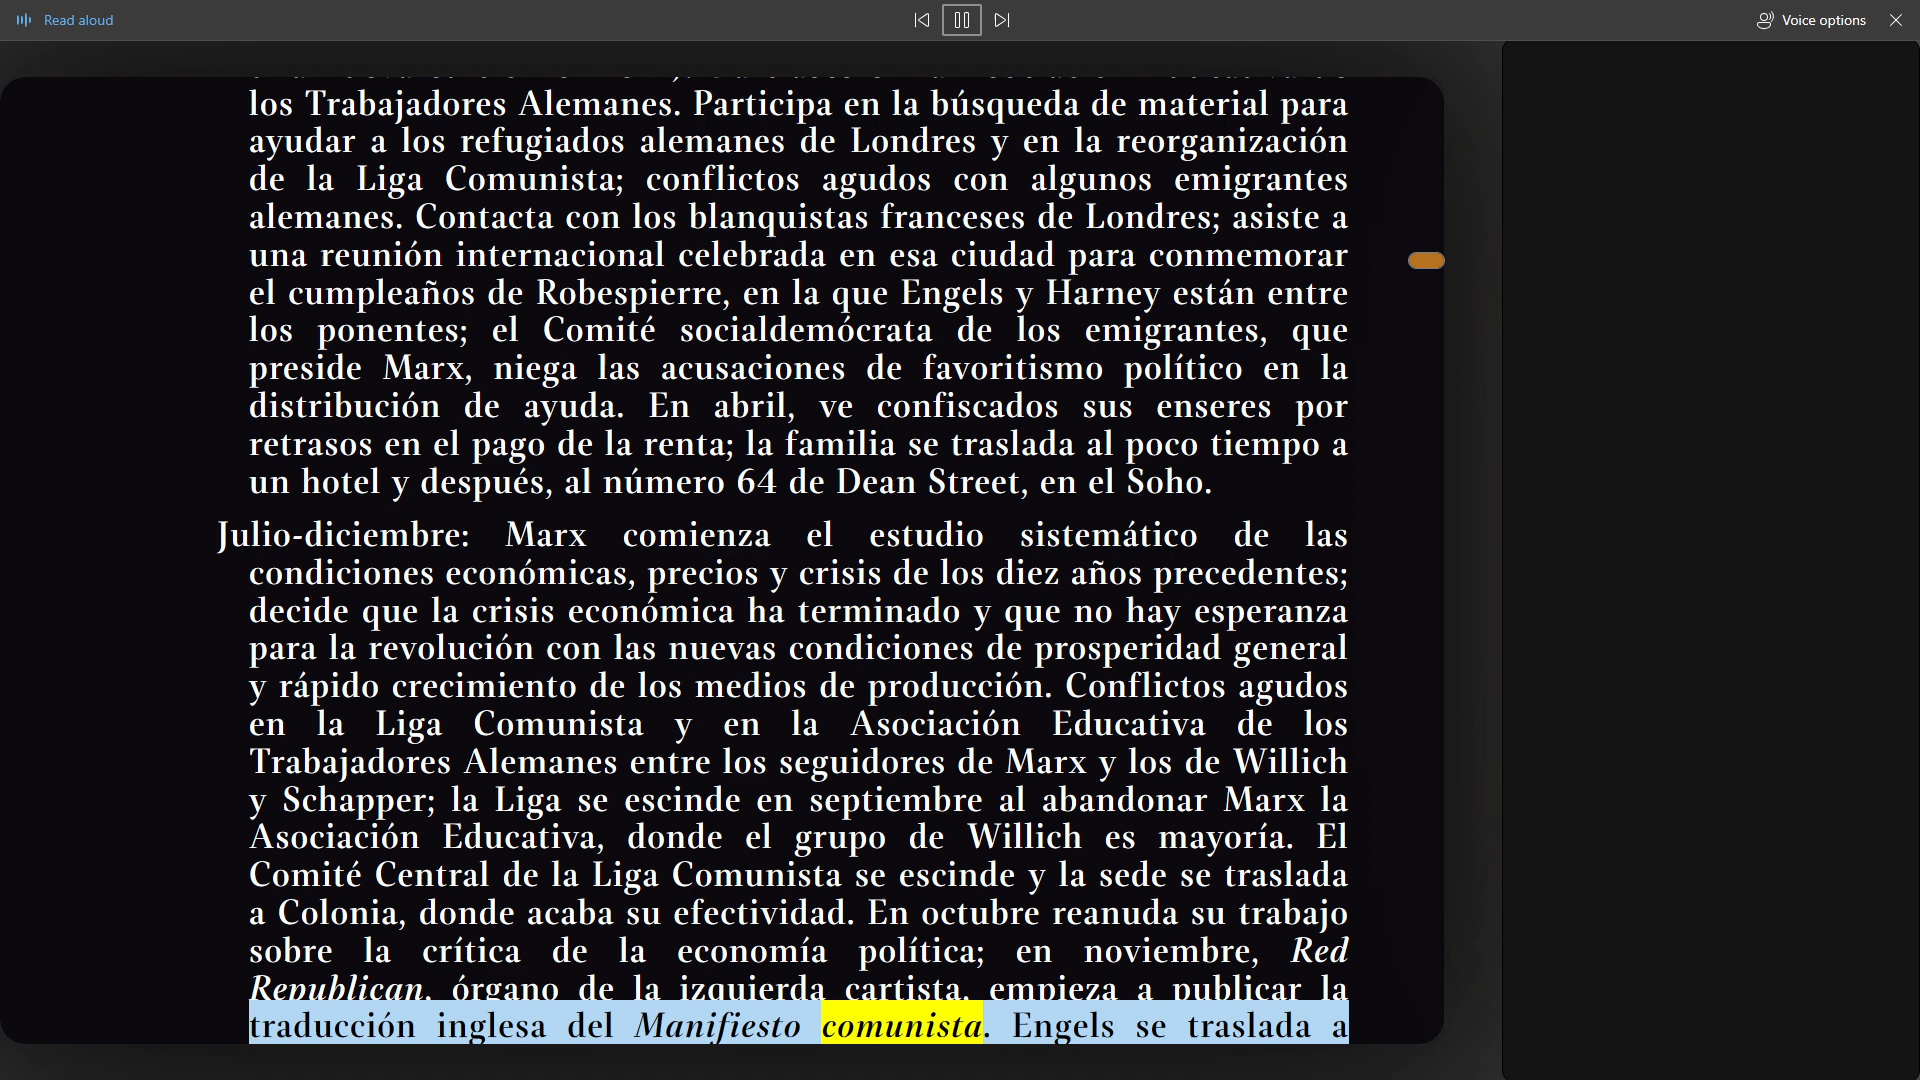 Read aloud
Voice options
los Trabajadores Alemanes. Participa en la búsqueda de material para
ayudar a los refugiados alemanes de Londres y en la reorganización
de la Liga Comunista; conflictos agudos con algunos emigrantes
alemanes. Contacta con los blanquistas franceses de Londres; asiste a
una reunión internacional celebrada en esa ciudad para conmemorar
el cumpleaños de Robespierre, en la que Engels y Harney están entre
los ponentes; el Comité socialdemócrata de los emigrantes, que
preside Marx, niega las acusaciones de favoritismo político en la
distribución de ayuda. En abril, ve confiscados sus enseres por
retrasos en el pago de la renta; la familia se traslada al poco tiempo a
un hotel y después, al número 64 de Dean Street, en el Soho.
Julio-diciembre: Marx comienza el estudio sistemático de las
condiciones económicas, precios y crisis de los diez años precedentes;
decide que la crisis económica ha terminado y que no hay esperanza
para la revolución con las nuevas condiciones de prosperidad general
y rápido crecimiento de los medios de producción. Conflictos agudos
en la Liga Comunista y en la Asociación Educativa de los
Trabajadores Alemanes entre los seguidores de Marx y los de Willich
y Schapper; la Liga se escinde en septiembre al abandonar Marx la
Asociación Educativa, donde el grupo de Willich es mayoría. El
Comité Central de la Liga Comunista se escinde y la sede se traslada
a Colonia, donde acaba su efectividad. En octubre reanuda su trabajo
sobre la crítica de la economía política; en noviembre, Red
Republican, órgano de la izquierda cartista, empieza a publicar la
traducción inglesa del Manifiesto comunista. Engels se traslada a